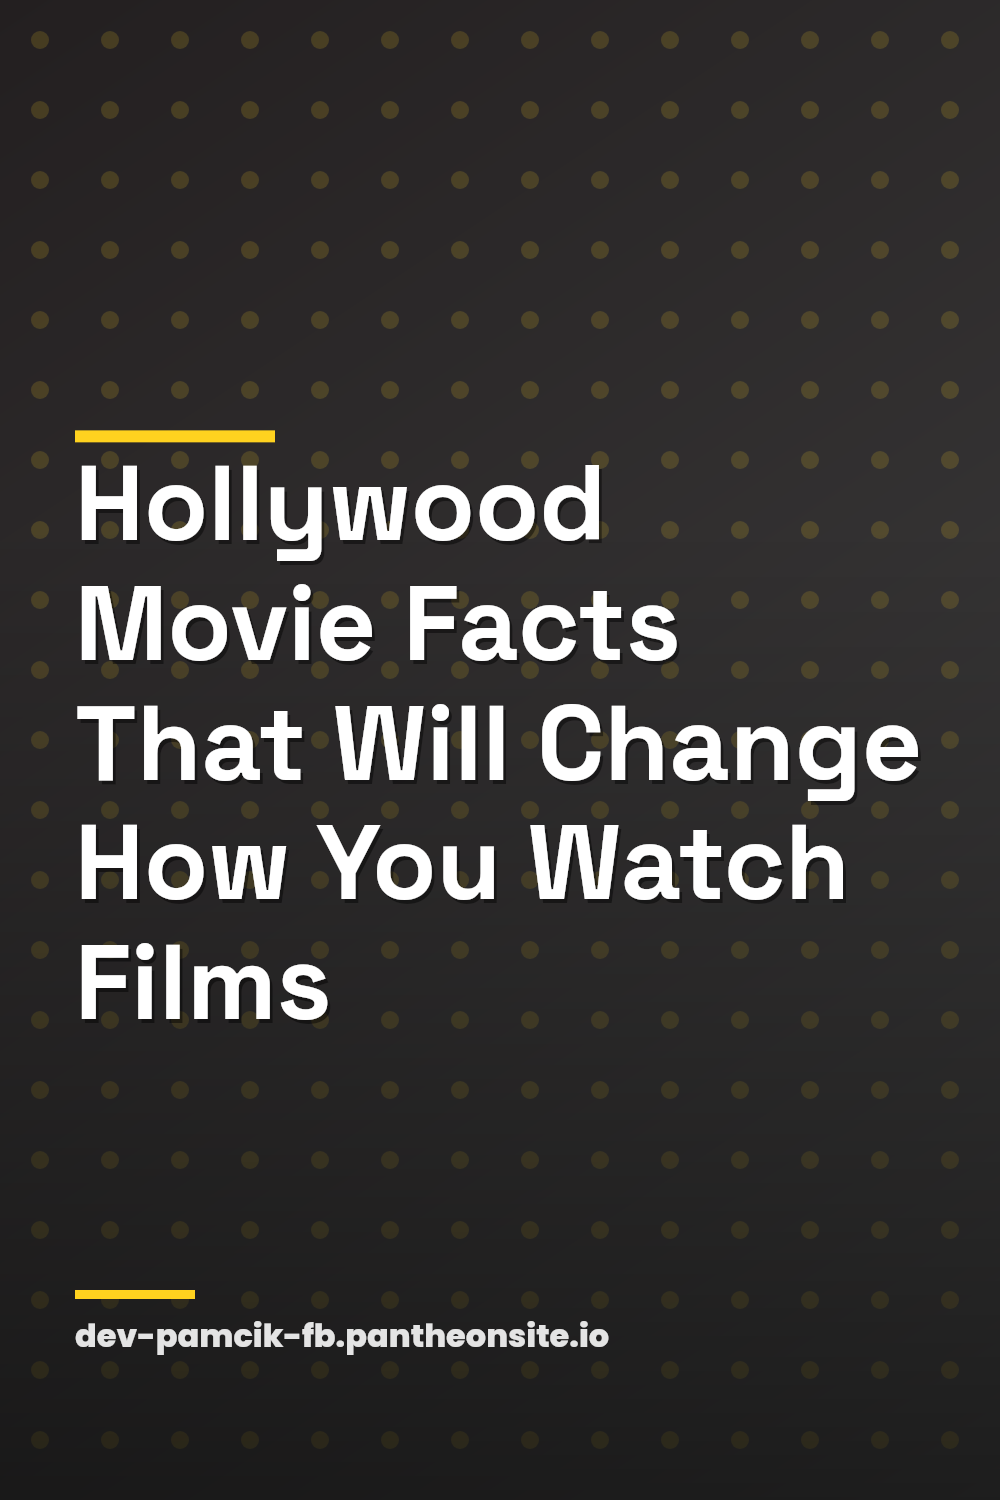 Hollywood
Movie Facts
That Will Change
How You Watch
Films
dev-pamcik-fb.pantheonsite.io